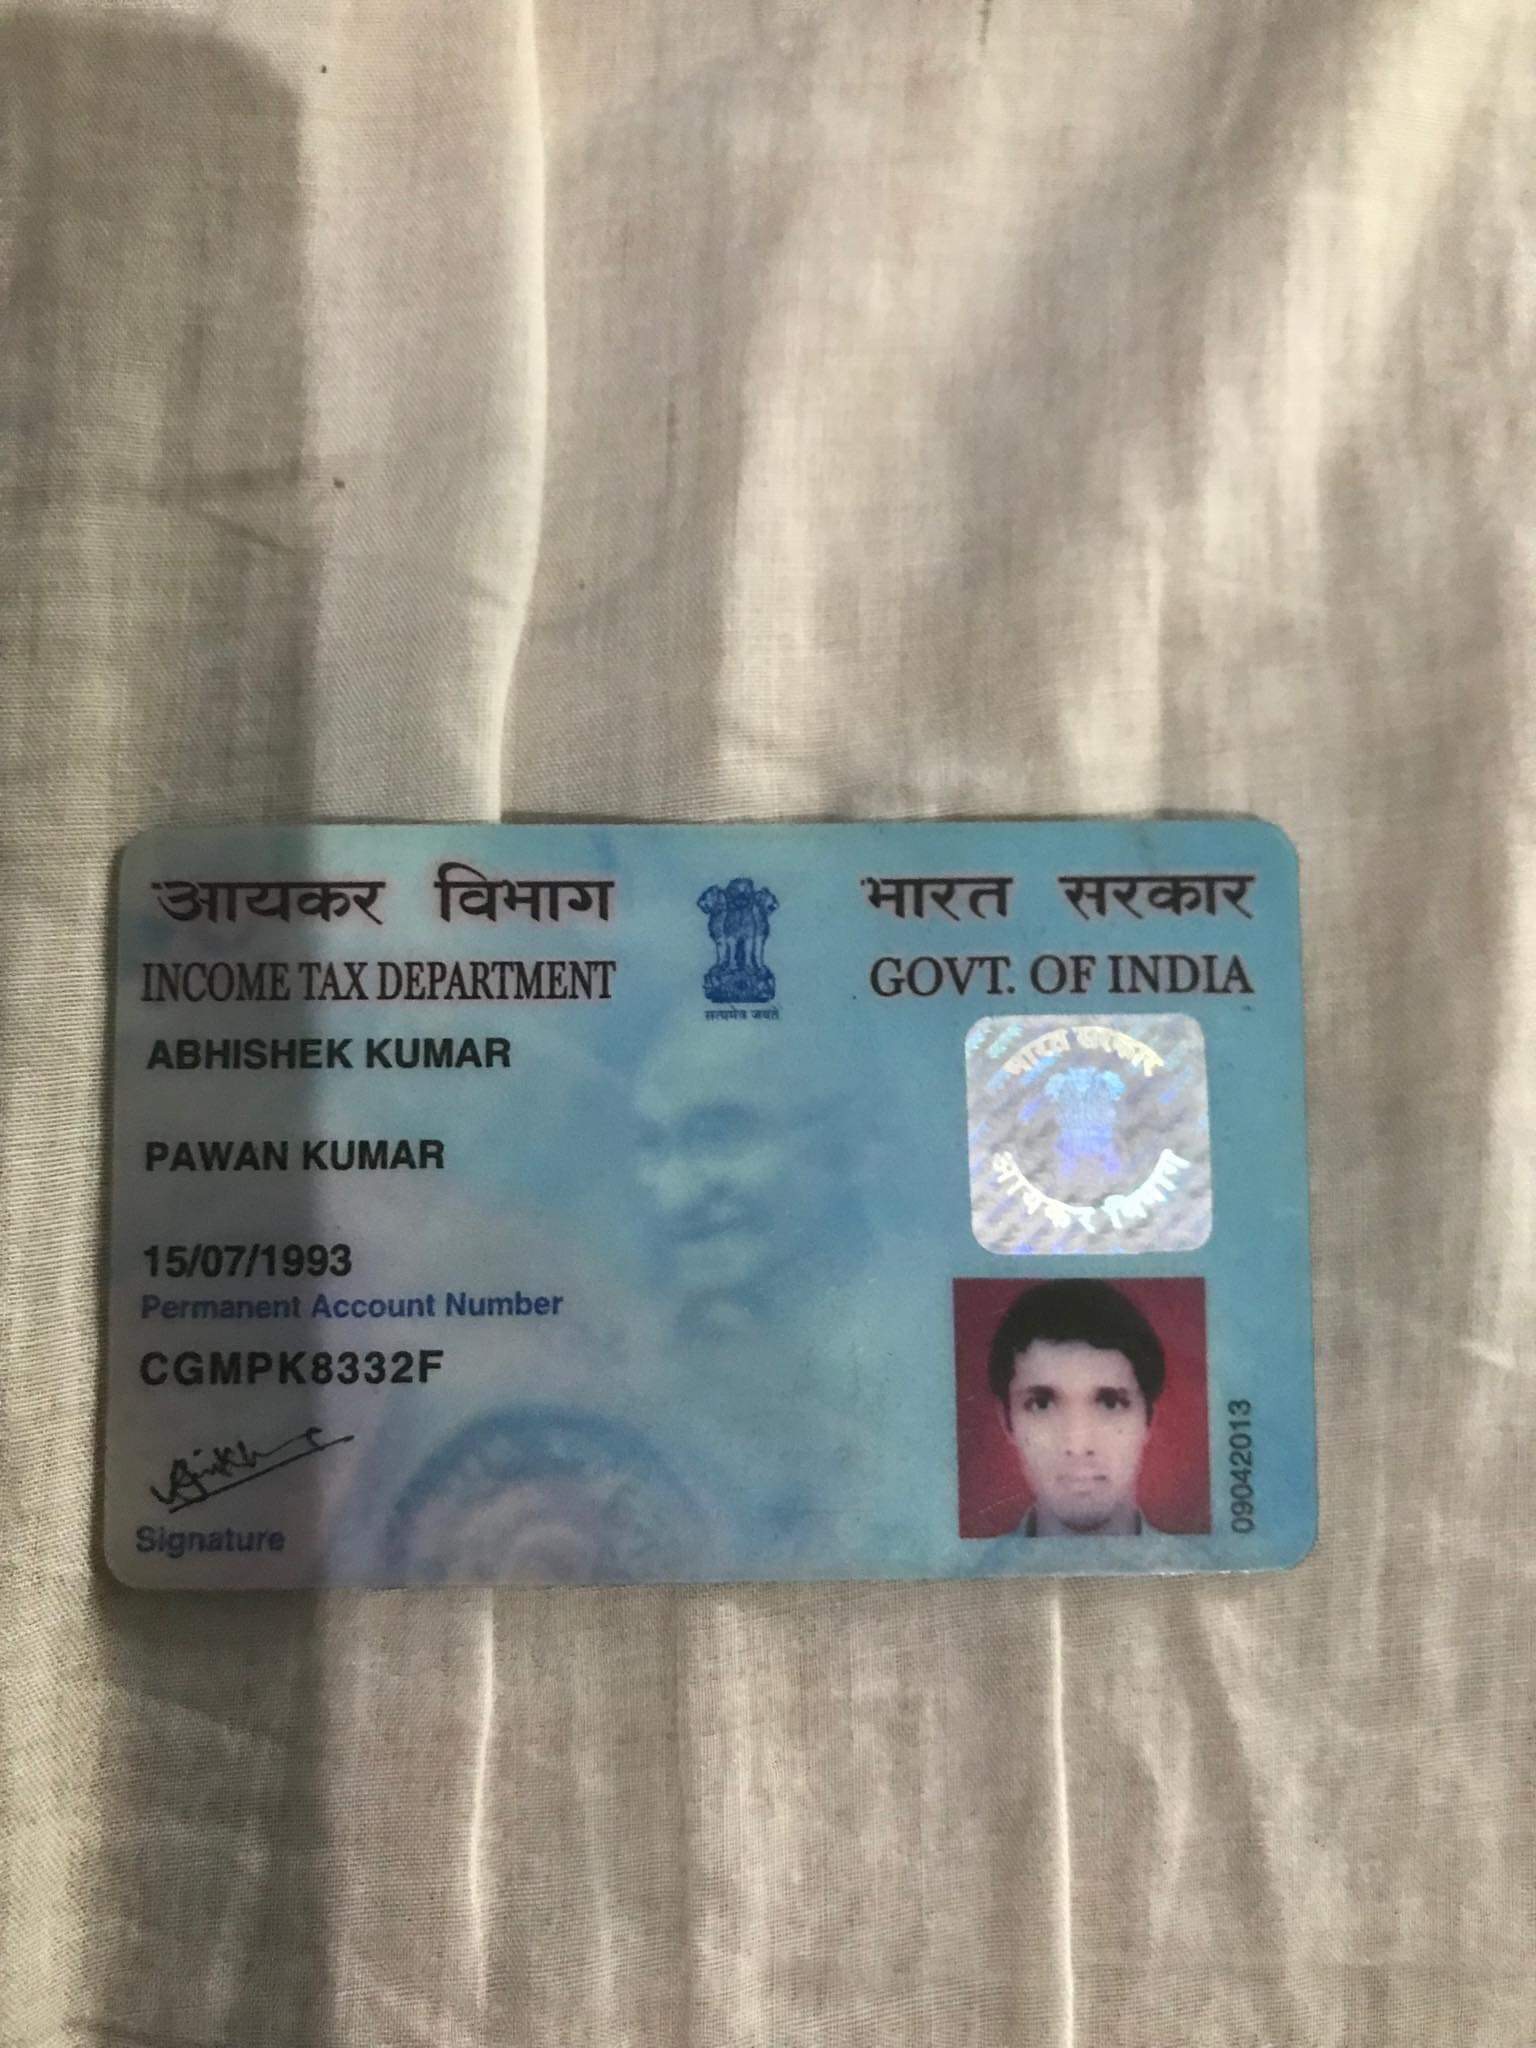 आयकर विभाग
INCOME TAX DEPARTMENT
सत्यमेव जयते
भारत सरकार
GOVT. OF INDIA
ABHISHEK KUMAR
PAWAN KUMAR
15/07/1993
Permanent Account Number
CGMPK8332F
Signature
भारत सरकार
आयकर विभाग
09042013